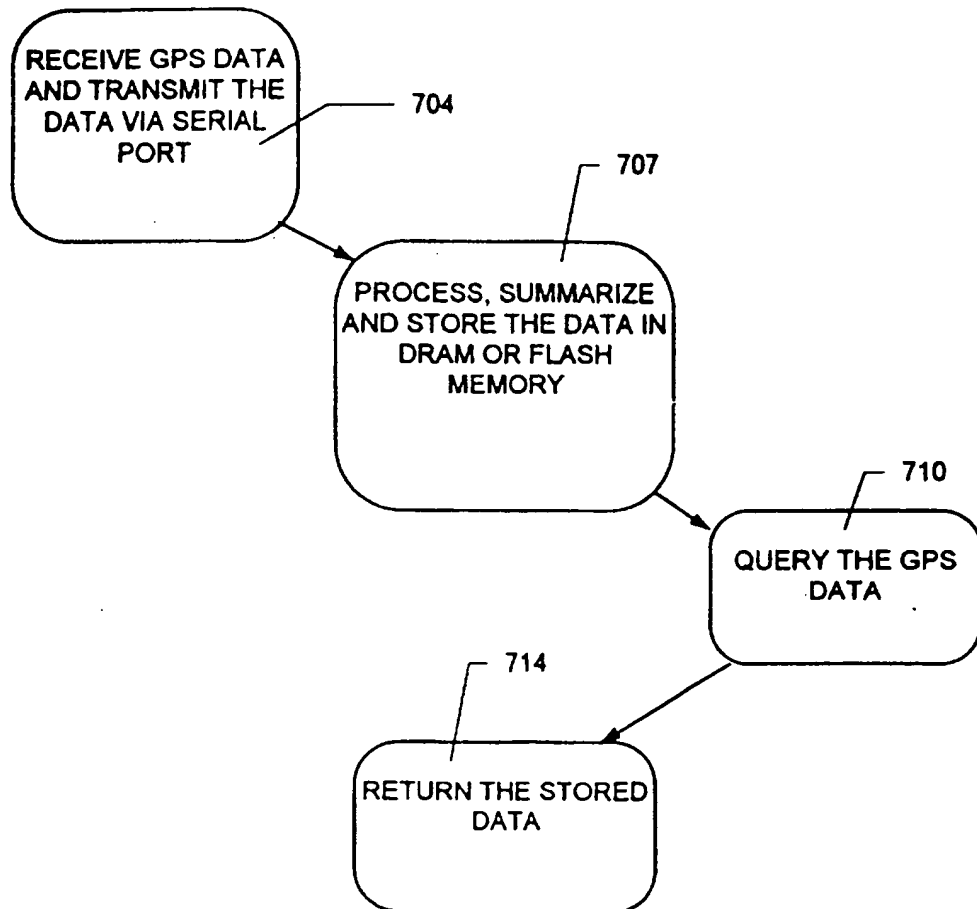 RECEIVE GPS DATA
AND TRANSMIT THE
DATA VIA SERIAL
PORT
704
707
PROCESS, SUMMARIZE
AND STORE THE DATA IN
DRAM OR FLASH
MEMORY
710
QUERY THE GPS
DATA
714
RETURN THE STORED
DATA